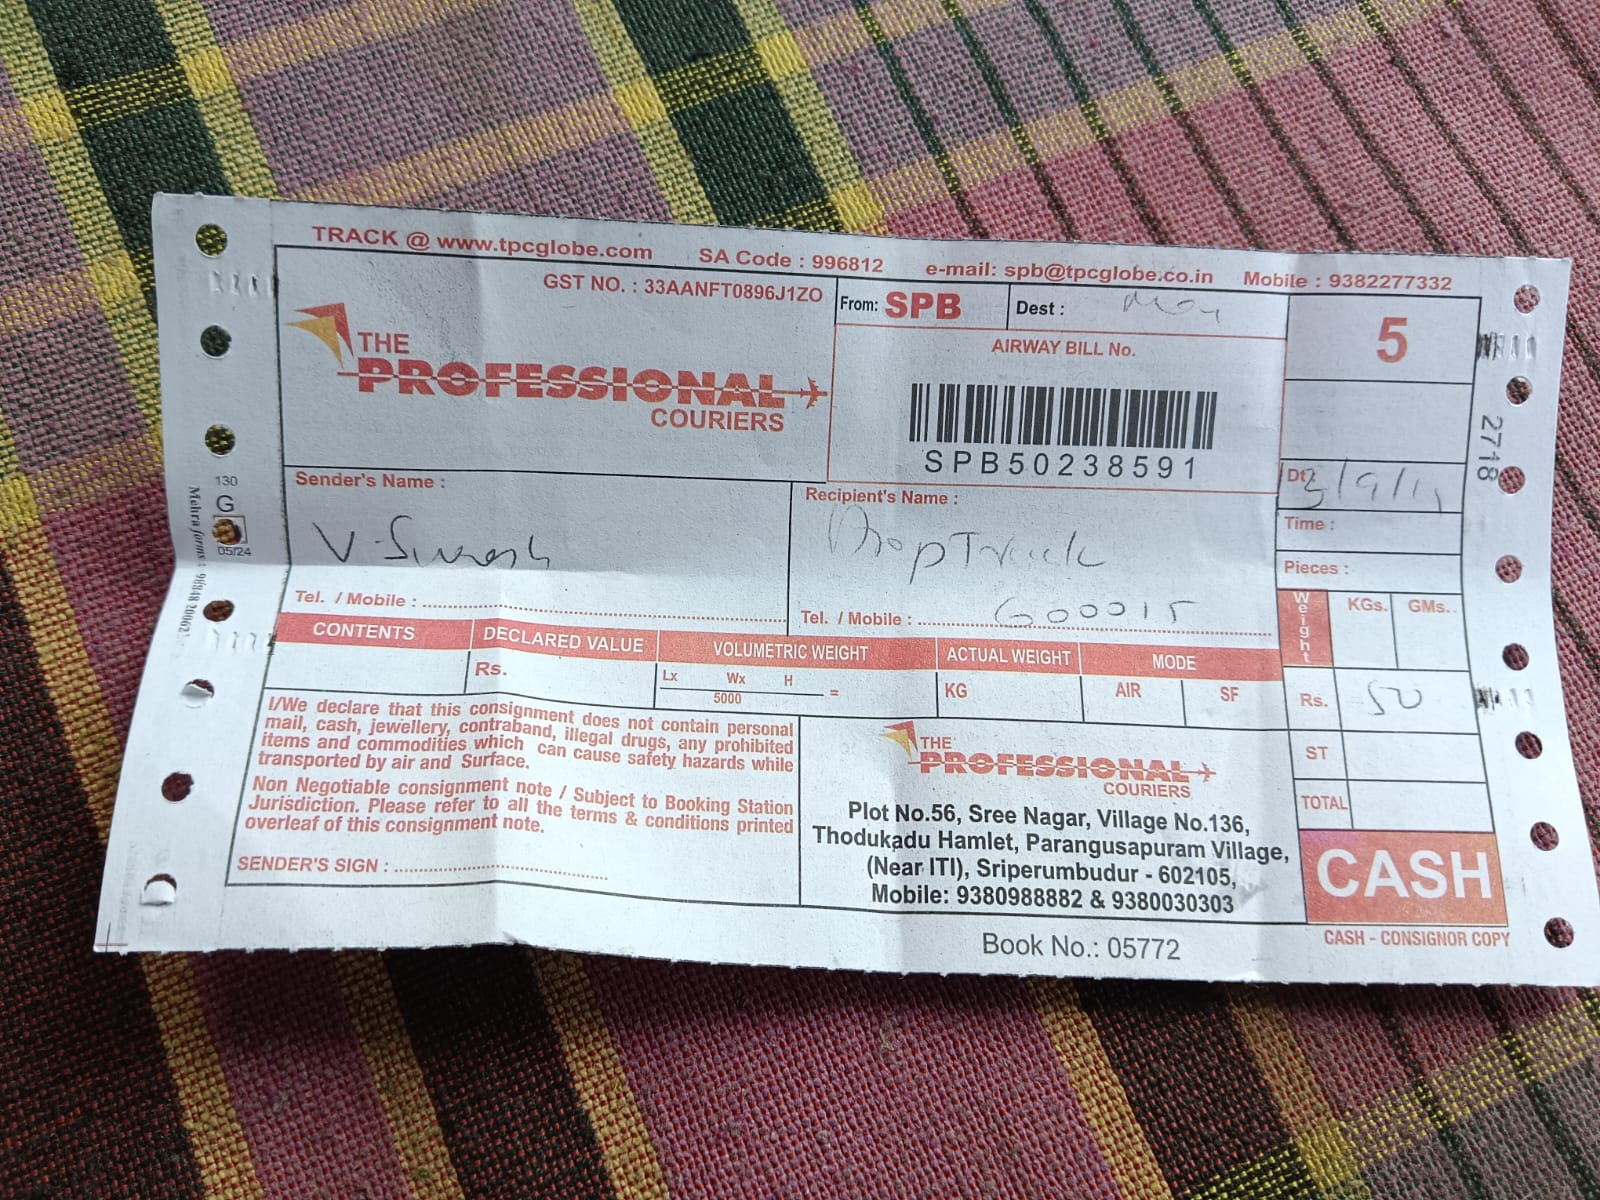 TRACK @ www.tpcglobe.com SA Code : 996812 e-mail: spb@tpcglobe.co.in Mobile : 9382277332
GST NO. : 33AANFT0896J1ZO
THE
PROFESSIONAL
COURIERS
From: SPB
Dest :
5
AIRWAY BILL No.
SPB50238591
2718
Dt
Time :
Pieces :
Weight
KGs. GMs.
Rs. 50
ST
TOTAL
CASH
CASH - CONSIGNOR COPY
130
G
05/24
Mehra forms
Sender's Name :
V. Suresh
Tel. / Mobile :
Recipient's Name :
DropTruck
Tel. / Mobile : 600015
CONTENTS
DECLARED VALUE
Rs.
VOLUMETRIC WEIGHT
Lx Wx H
5000 =
ACTUAL WEIGHT
KG
MODE
AIR SF
I/We declare that this consignment does not contain personal
mail, cash, jewellery, contraband, illegal drugs, any prohibited
items and commodities which can cause safety hazards while
transported by air and Surface.
Non Negotiable consignment note / Subject to Booking Station
Jurisdiction. Please refer to all the terms & conditions printed
overleaf of this consignment note.
SENDER'S SIGN :
THE
PROFESSIONAL
COURIERS
Plot No.56, Sree Nagar, Village No.136,
Thodukadu Hamlet, Parangusapuram Village,
(Near ITI), Sriperumbudur - 602105,
Mobile: 9380988882 & 9380030303
Book No.: 05772